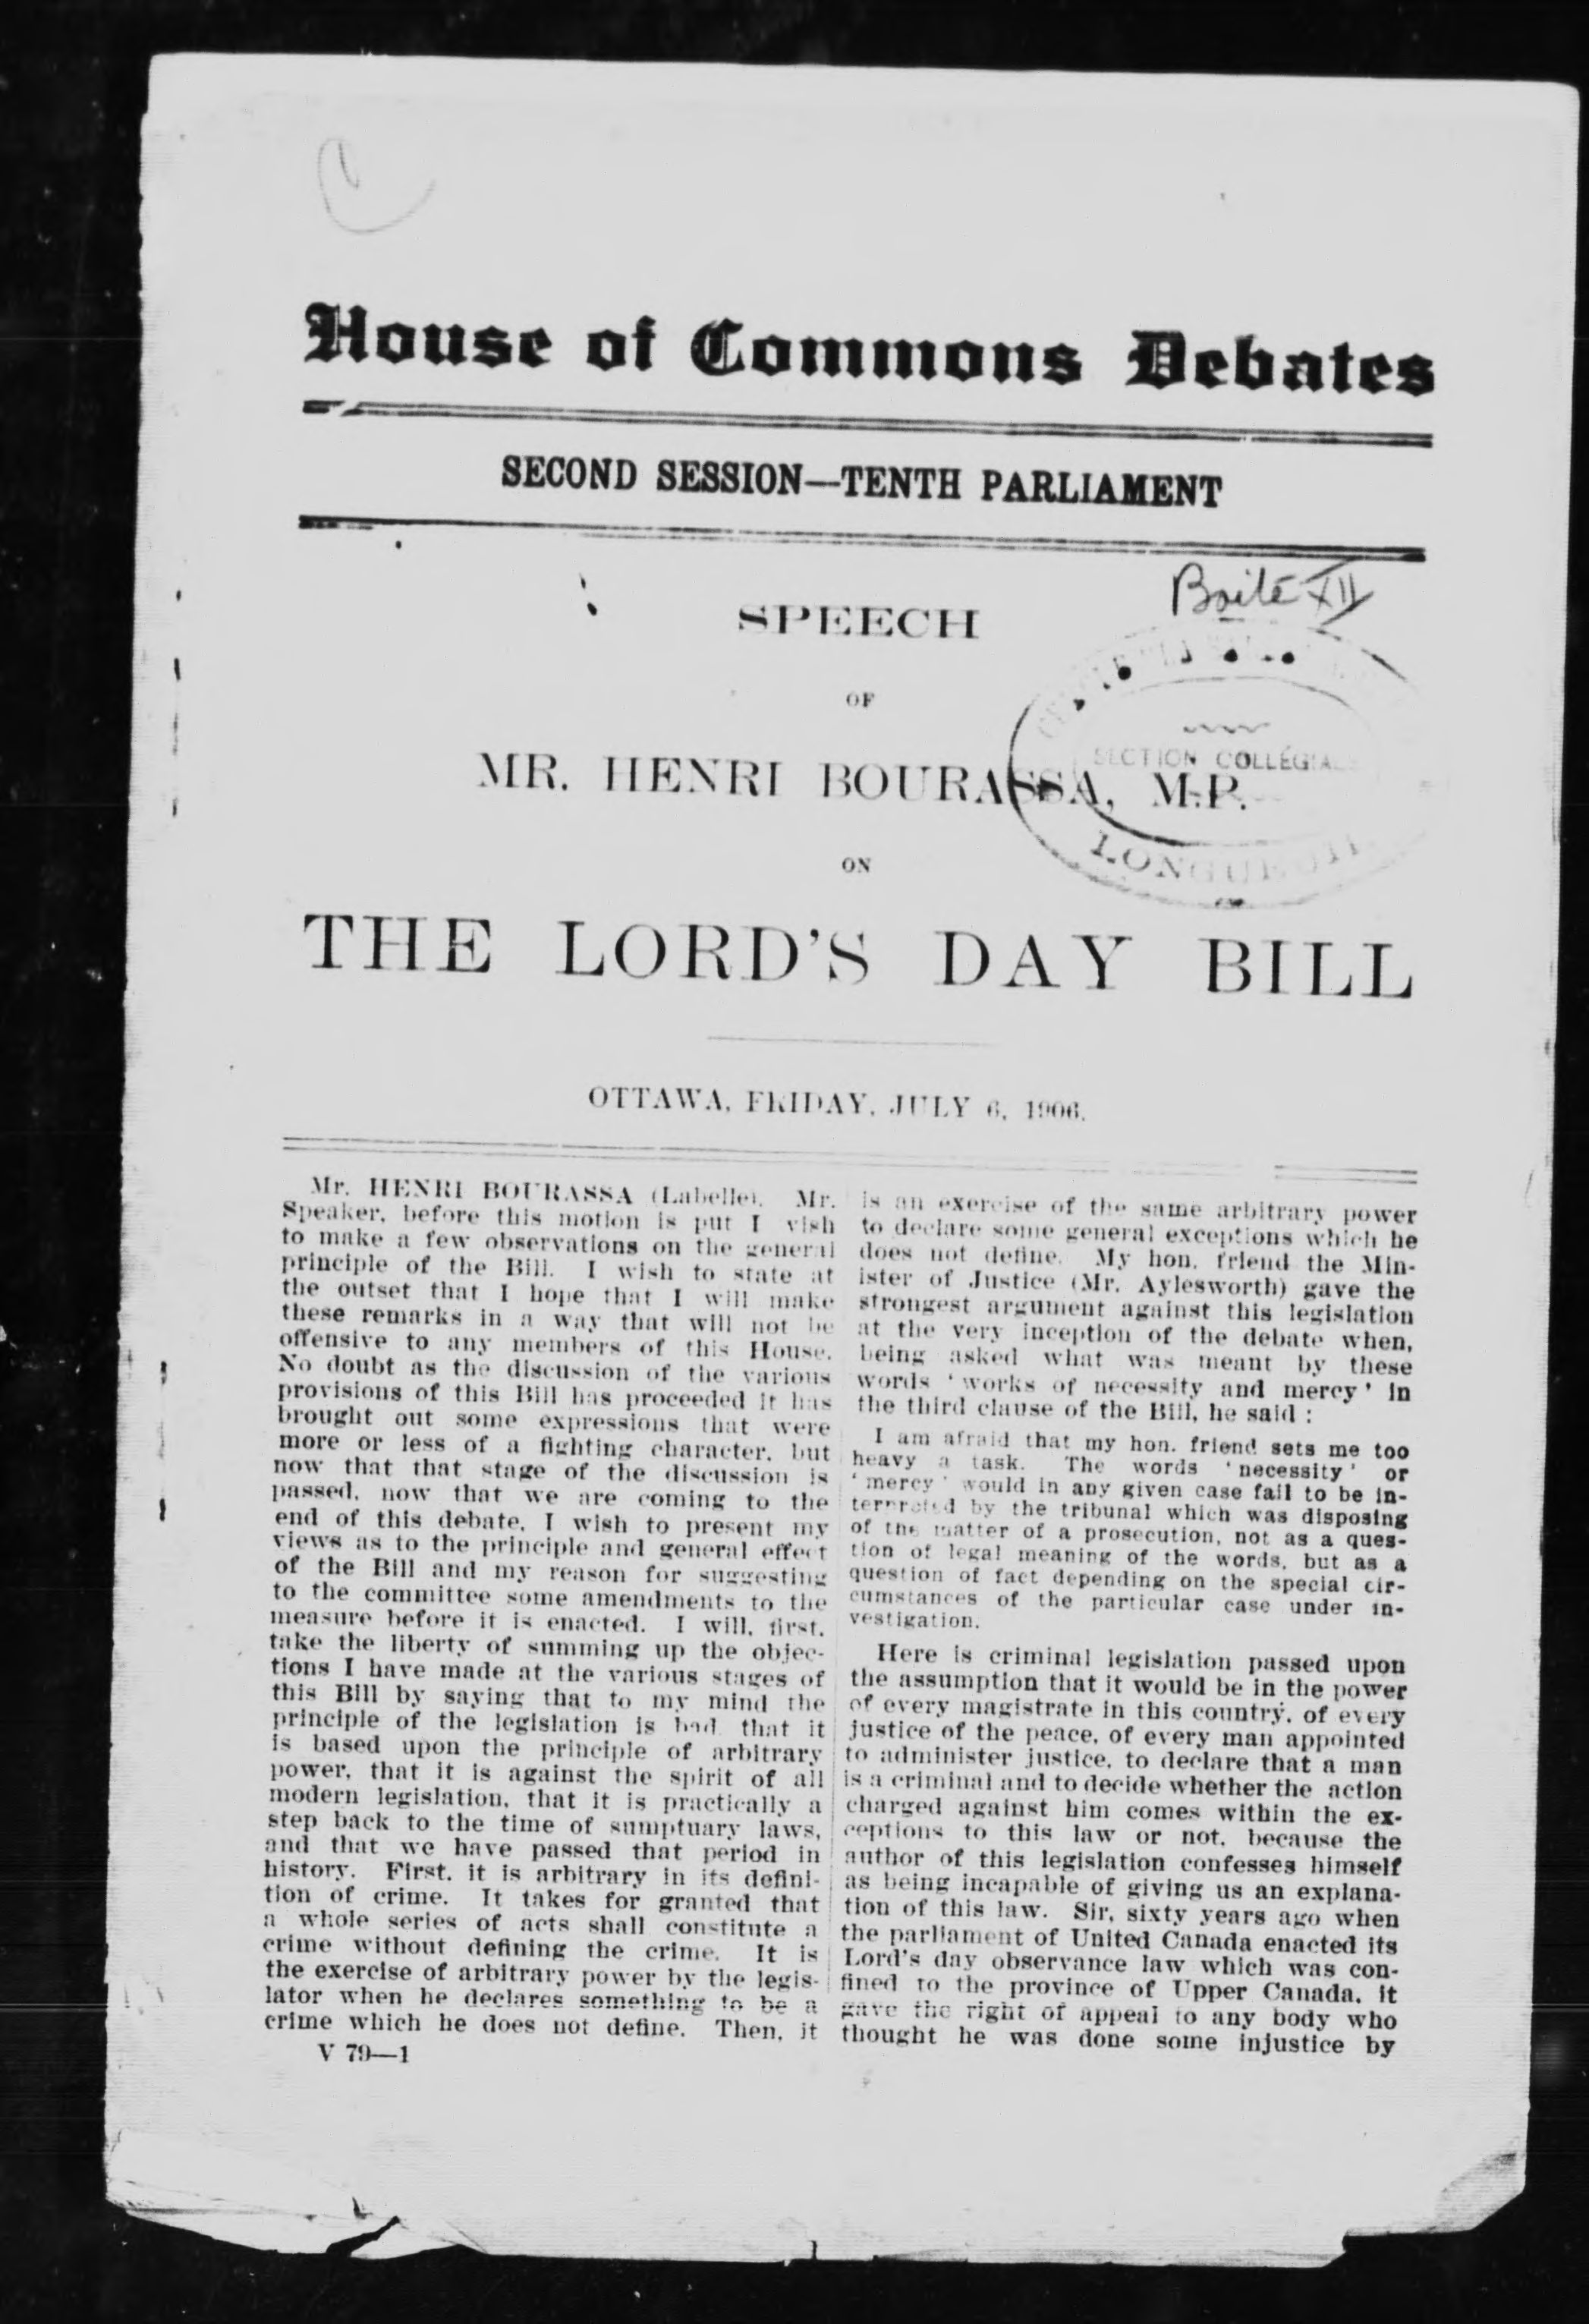 House of Commons Debates
SECOND SESSION—TENTH PARLIAMENT
Boite XII
SPEECH
OF
SECTION COLLÉGIA
MR. HENRI BOURASSA, M.P.
LONGUEUIL
ON
THE LORD'S DAY BILL
OTTAWA, FRIDAY, JULY 6, 1906.
Mr. HENRI BOURASSA (Labelle). Mr.
Speaker, before this motion is put I wish
to make a few observations on the general
principle of the Bill. I wish to state at
the outset that I hope that I will make
these remarks in a way that will not be
offensive to any members of this House.
No doubt as the discussion of the various
provisions of this Bill has proceeded it has
brought out some expressions that were
more or less of a fighting character, but
now that that stage of the discussion is
passed, now that we are coming to the
end of this debate, I wish to present my
views as to the principle and general effect
of the Bill and my reason for suggesting
to the committee some amendments to the
measure before it is enacted. I will, first,
take the liberty of summing up the objec-
tions I have made at the various stages of
this Bill by saying that to my mind the
principle of the legislation is bad that it
is based upon the principle of arbitrary
power, that it is against the spirit of all
modern legislation, that it is practically a
step back to the time of sumptuary laws,
and that we have passed that period in
history. First, it is arbitrary in its defini-
tion of crime. It takes for granted that
a whole series of acts shall constitute a
crime without defining the crime. It is
the exercise of arbitrary power by the legis-
lator when he declares something to be a
crime which he does not define. Then, it
V 79—1
is an exercise of the same arbitrary power
to declare some general exceptions which he
does not define. My hon. friend the Min-
ister of Justice (Mr. Aylesworth) gave the
strongest argument against this legislation
at the very inception of the debate when,
being asked what was meant by these
words 'works of necessity and mercy' in
the third clause of the Bill, he said :
I am afraid that my hon. friend sets me too
heavy a task. The words 'necessity' or
'mercy' would in any given case fall to be in-
terpreted by the tribunal which was disposing
of the matter of a prosecution, not as a ques-
tion of legal meaning of the words, but as a
question of fact depending on the special cir-
cumstances of the particular case under in-
vestigation.
Here is criminal legislation passed upon
the assumption that it would be in the power
of every magistrate in this country, of every
justice of the peace, of every man appointed
to administer justice, to declare that a man
is a criminal and to decide whether the action
charged against him comes within the ex-
ceptions to this law or not, because the
author of this legislation confesses himself
as being incapable of giving us an explana-
tion of this law. Sir, sixty years ago when
the parliament of United Canada enacted its
Lord's day observance law which was con-
fined to the province of Upper Canada, it
gave the right of appeal to any body who
thought he was done some injustice by